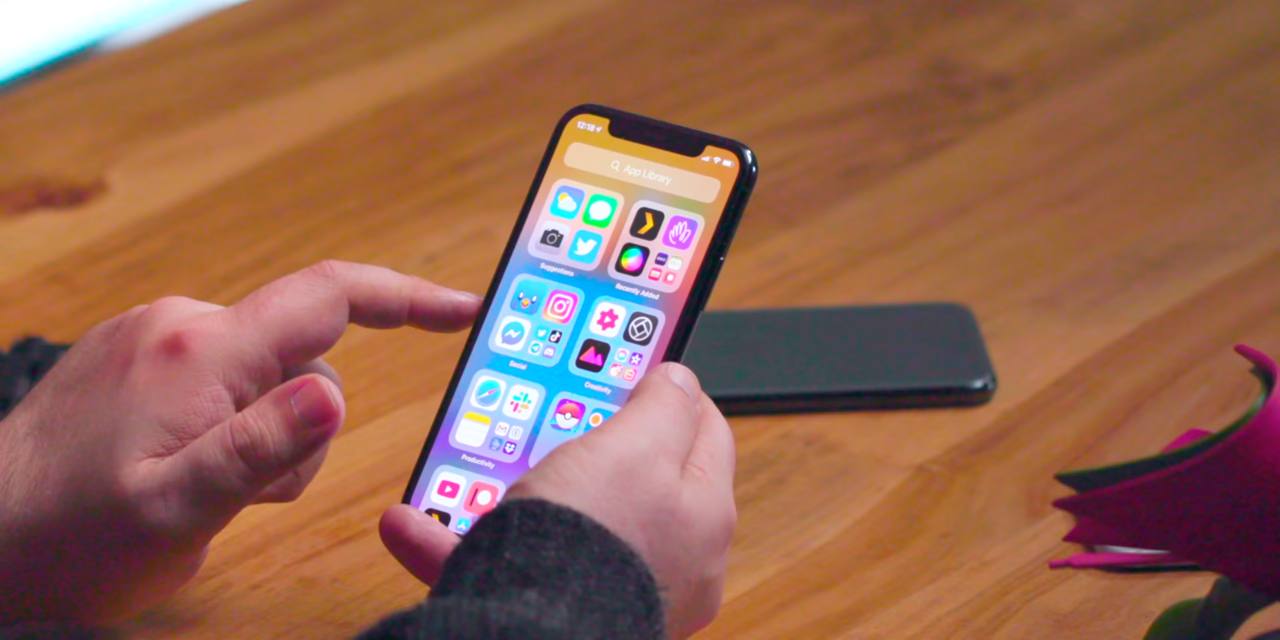 12:18
App Library
Suggestions
Recently Added
Social
Creativity
Productivity